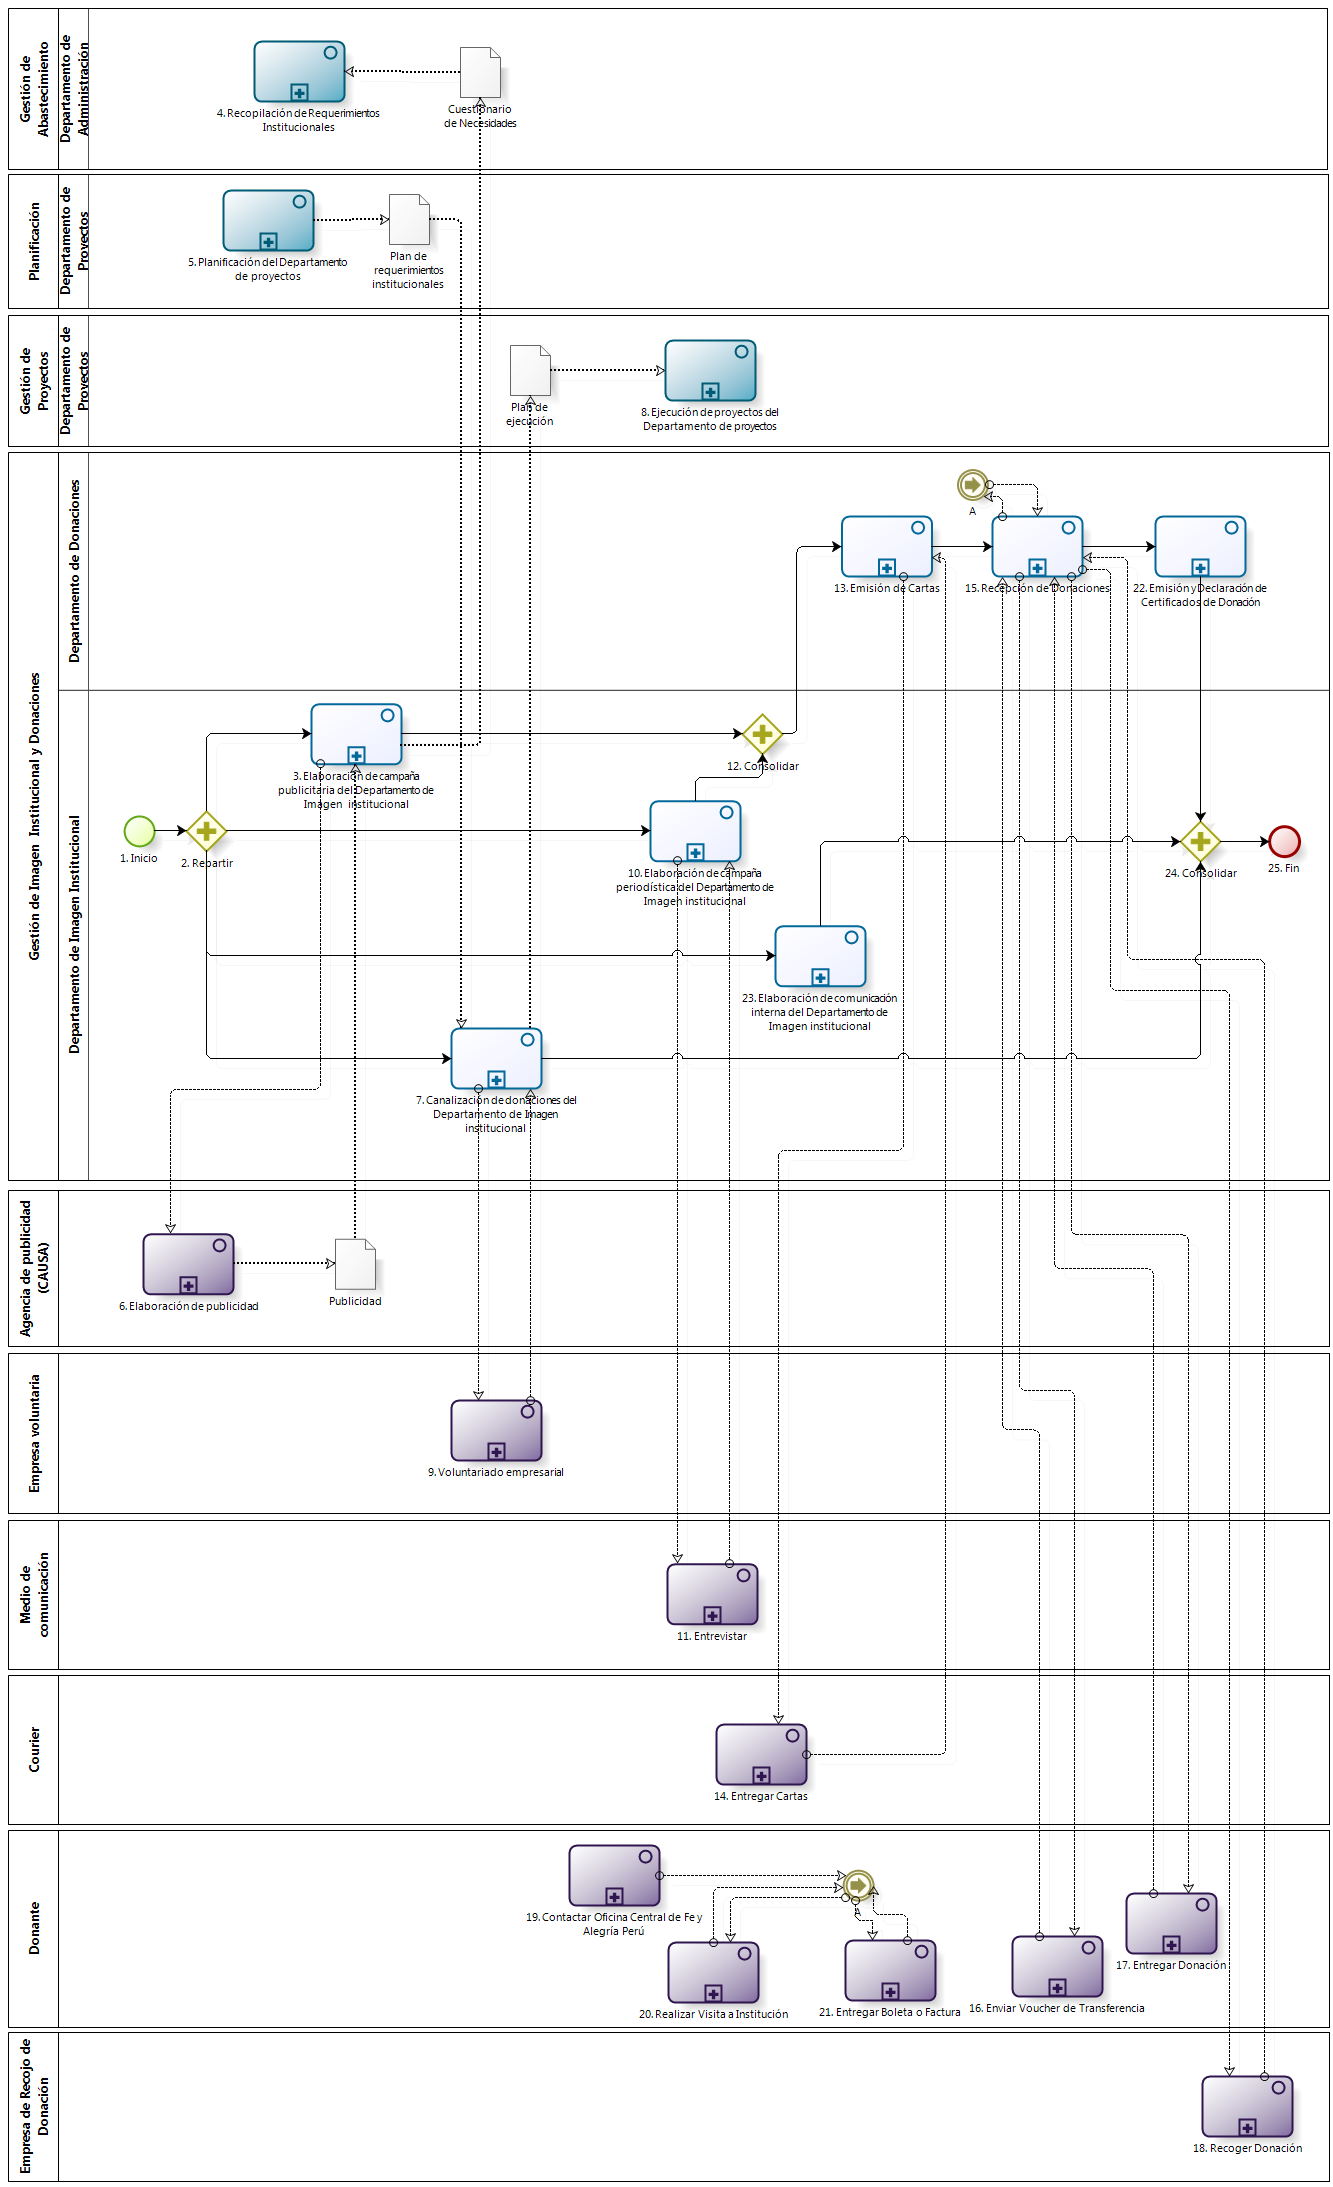 Gestión de
Abastecimiento
Departamento de
Administración
4. Recopilación de Requerimientos
Institucionales
Cuestionario
de Necesidades
Planificación
Departamento de
Proyectos
5. Planificación del Departamento
de proyectos
Plan de
requerimientos
institucionales
Gestión de
Proyectos
Departamento de
Proyectos
Plan de
ejecución
8. Ejecución de proyectos del
Departamento de proyectos
Gestión de Imagen Institucional y Donaciones
Departamento de Donaciones
A
13. Emisión de Cartas
15. Recepción de Donaciones
22. Emisión y Declaración de
Certificados de Donación
Departamento de Imagen Institucional
3. Elaboración de campaña
publicitaria del Departamento de
Imagen institucional
12. Consolidar
1. Inicio
2. Repartir
10. Elaboración de campaña
periodística del Departamento de
Imagen institucional
24. Consolidar
25. Fin
23. Elaboración de comunicación
interna del Departamento de
Imagen institucional
7. Canalización de donaciones del
Departamento de Imagen
institucional
Agencia de publicidad
(CAUSA)
6. Elaboración de publicidad
Publicidad
Empresa voluntaria
9. Voluntariado empresarial
Medio de
comunicación
11. Entrevistar
Courier
14. Entregar Cartas
Donante
19. Contactar Oficina Central de Fe y
Alegría Perú
A
20. Realizar Visita a Institución
21. Entregar Boleta o Factura
16. Enviar Voucher de Transferencia
17. Entregar Donación
Empresa de Recojo de
Donación
18. Recoger Donación